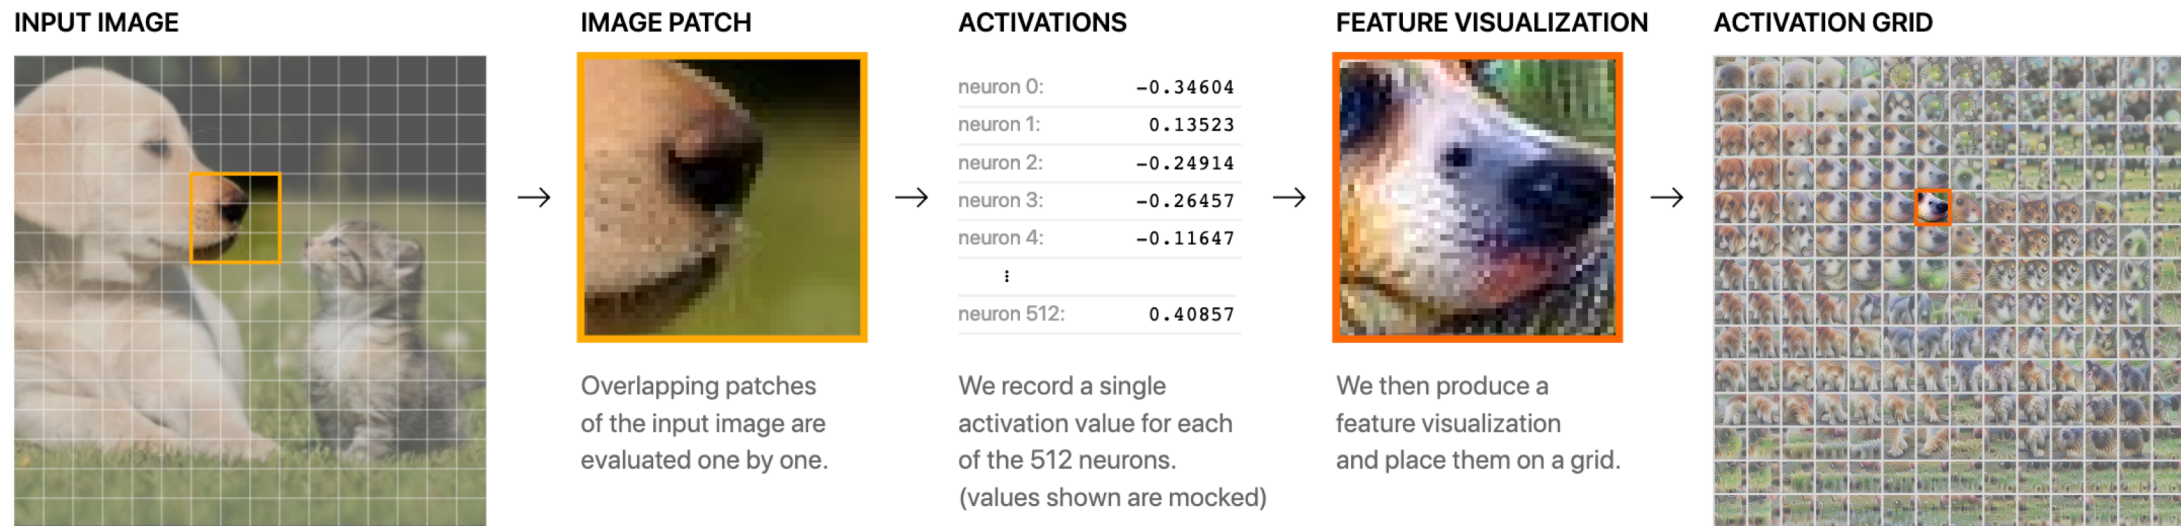 INPUT IMAGE
IMAGE PATCH
Overlapping patches
of the input image are
evaluated one by one.
ACTIVATIONS
neuron 0: -0.34604
neuron 1: 0.13523
neuron 2: -0.24914
neuron 3: -0.26457
neuron 4: -0.11647
⋮
neuron 512: 0.40857
We record a single
activation value for each
of the 512 neurons.
(values shown are mocked)
FEATURE VISUALIZATION
We then produce a
feature visualization
and place them on a grid.
ACTIVATION GRID